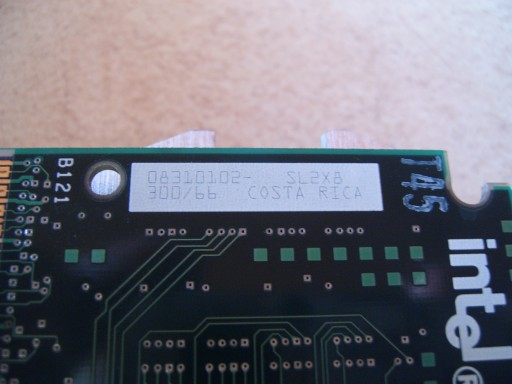 08310102-. SL2X8
300/66 COSTA RICA
B121
T45
intel®